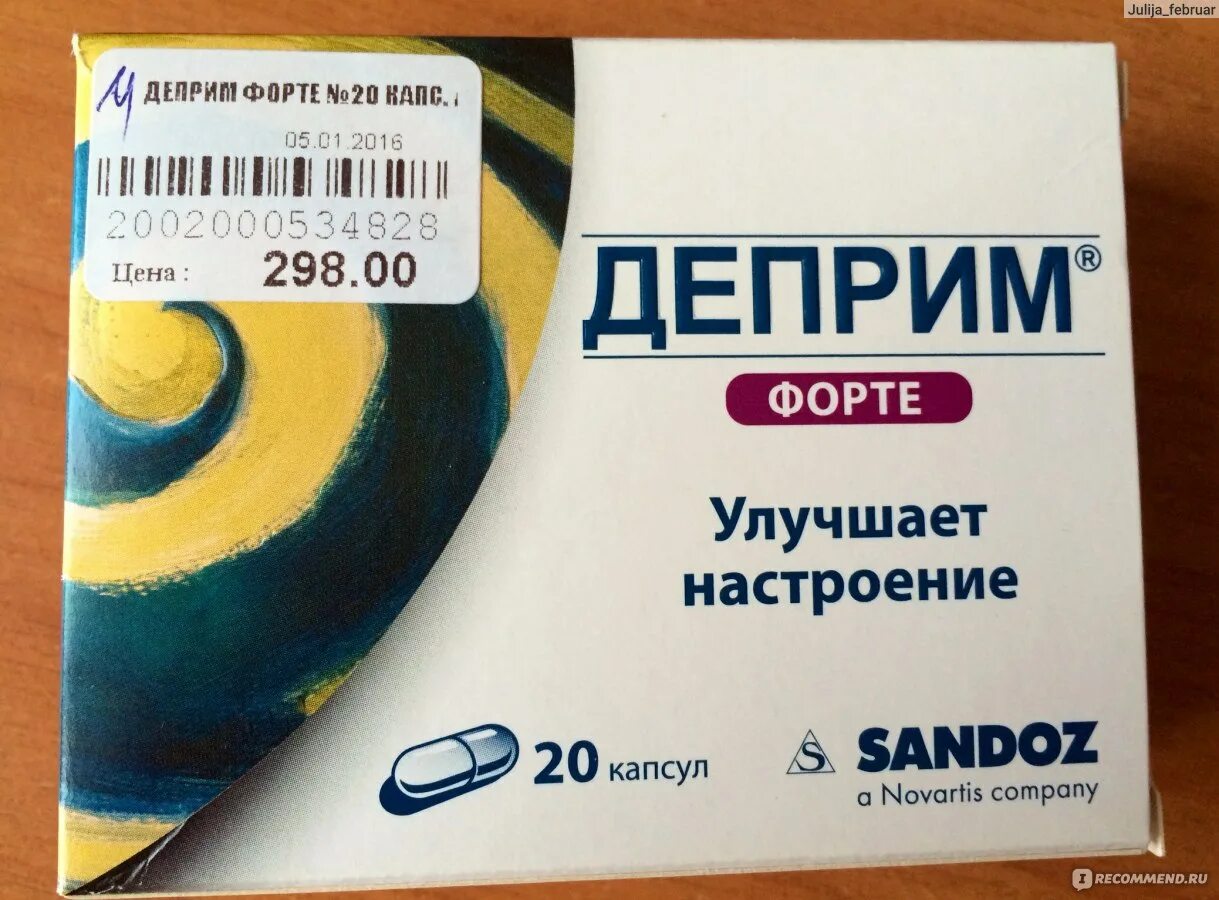 Julija_februar
ДЕПРИМ ФОРТЕ №20 КАПС.
05.01.2016
2002000534828
Цена : 298.00
ДЕПРИМ®
ФОРТЕ
Улучшает
настроение
20 капсул
S SANDOZ
a Novartis company
IRECOMMEND.RU